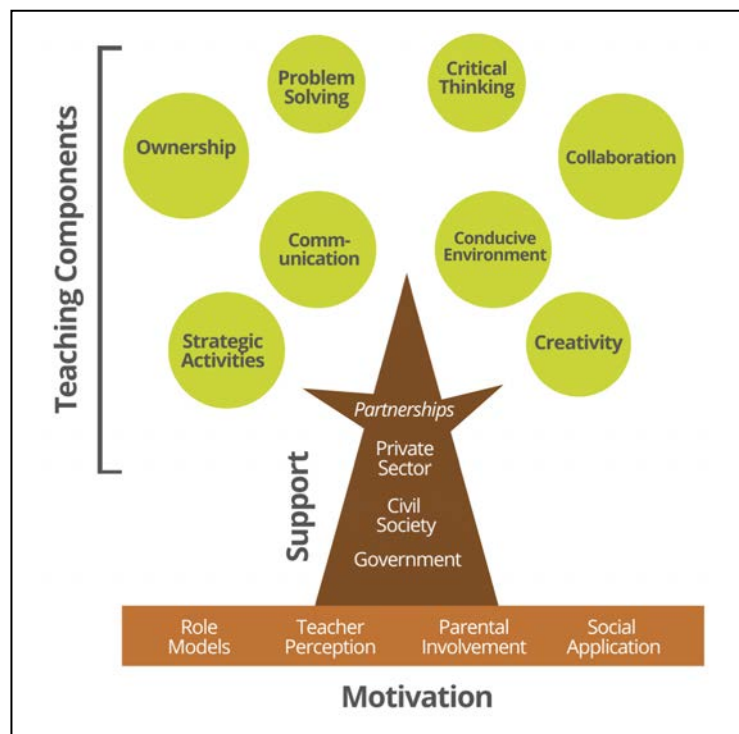 Teaching Components
Problem
Solving
Critical
Thinking
Ownership
Collaboration
Comm-
unication
Conducive
Environment
Strategic
Activities
Creativity
Support
Partnerships
Private
Sector
Civil
Society
Government
Role
Models
Teacher
Perception
Parental
Involvement
Social
Application
Motivation